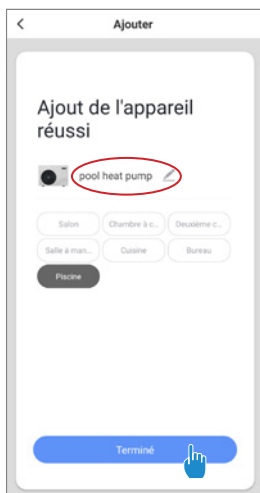 Ajouter
Ajout de l'appareil
réussi
pool heat pump
Salon
Chambre à c...
Deuxième c...
Salle à man...
Cuisine
Bureau
Piscine
Terminé